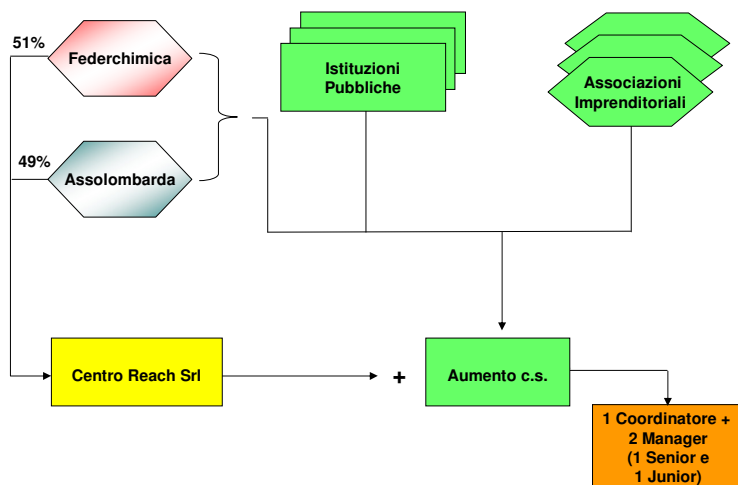 51%
Federchimica
Istituzioni
Pubbliche
Associazioni
Imprenditoriali
49%
Assolombarda
Centro Reach Srl
+
Aumento c.s.
1 Coordinatore +
2 Manager
(1 Senior e
1 Junior)